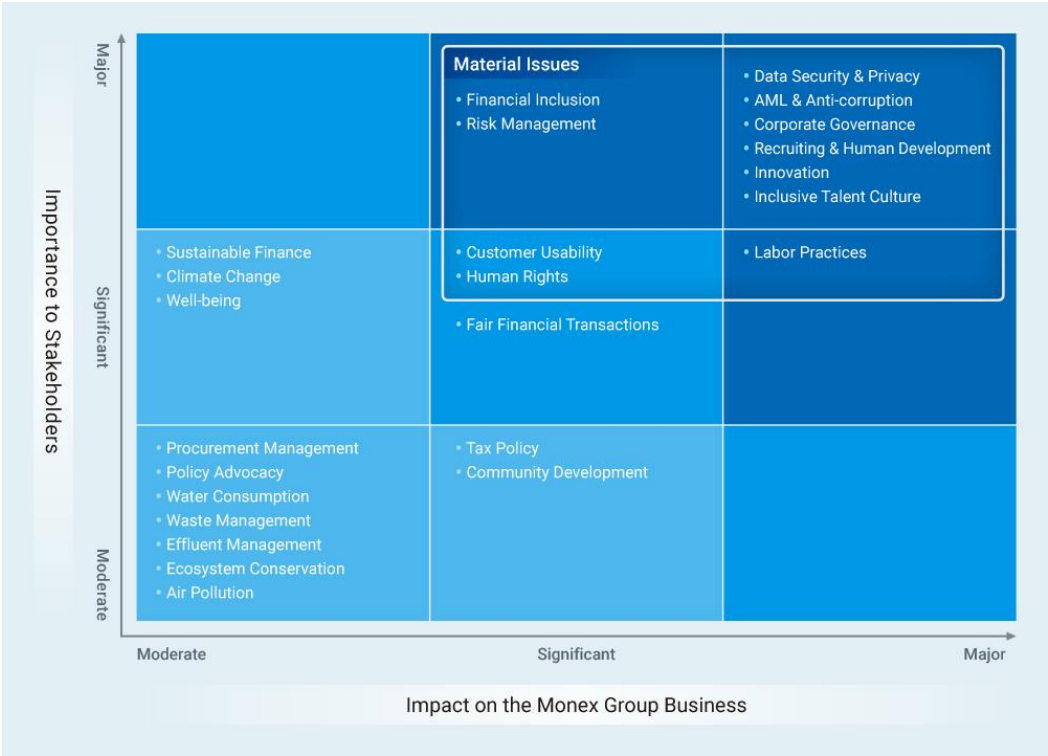 Importance to Stakeholders
Major
Significant
Moderate
Material Issues
• Financial Inclusion
• Risk Management
• Data Security & Privacy
• AML & Anti-corruption
• Corporate Governance
• Recruiting & Human Development
• Innovation
• Inclusive Talent Culture
• Sustainable Finance
• Climate Change
• Well-being
• Customer Usability
• Human Rights
• Fair Financial Transactions
• Labor Practices
• Procurement Management
• Policy Advocacy
• Water Consumption
• Waste Management
• Effluent Management
• Ecosystem Conservation
• Air Pollution
• Tax Policy
• Community Development
Moderate
Significant
Major
Impact on the Monex Group Business